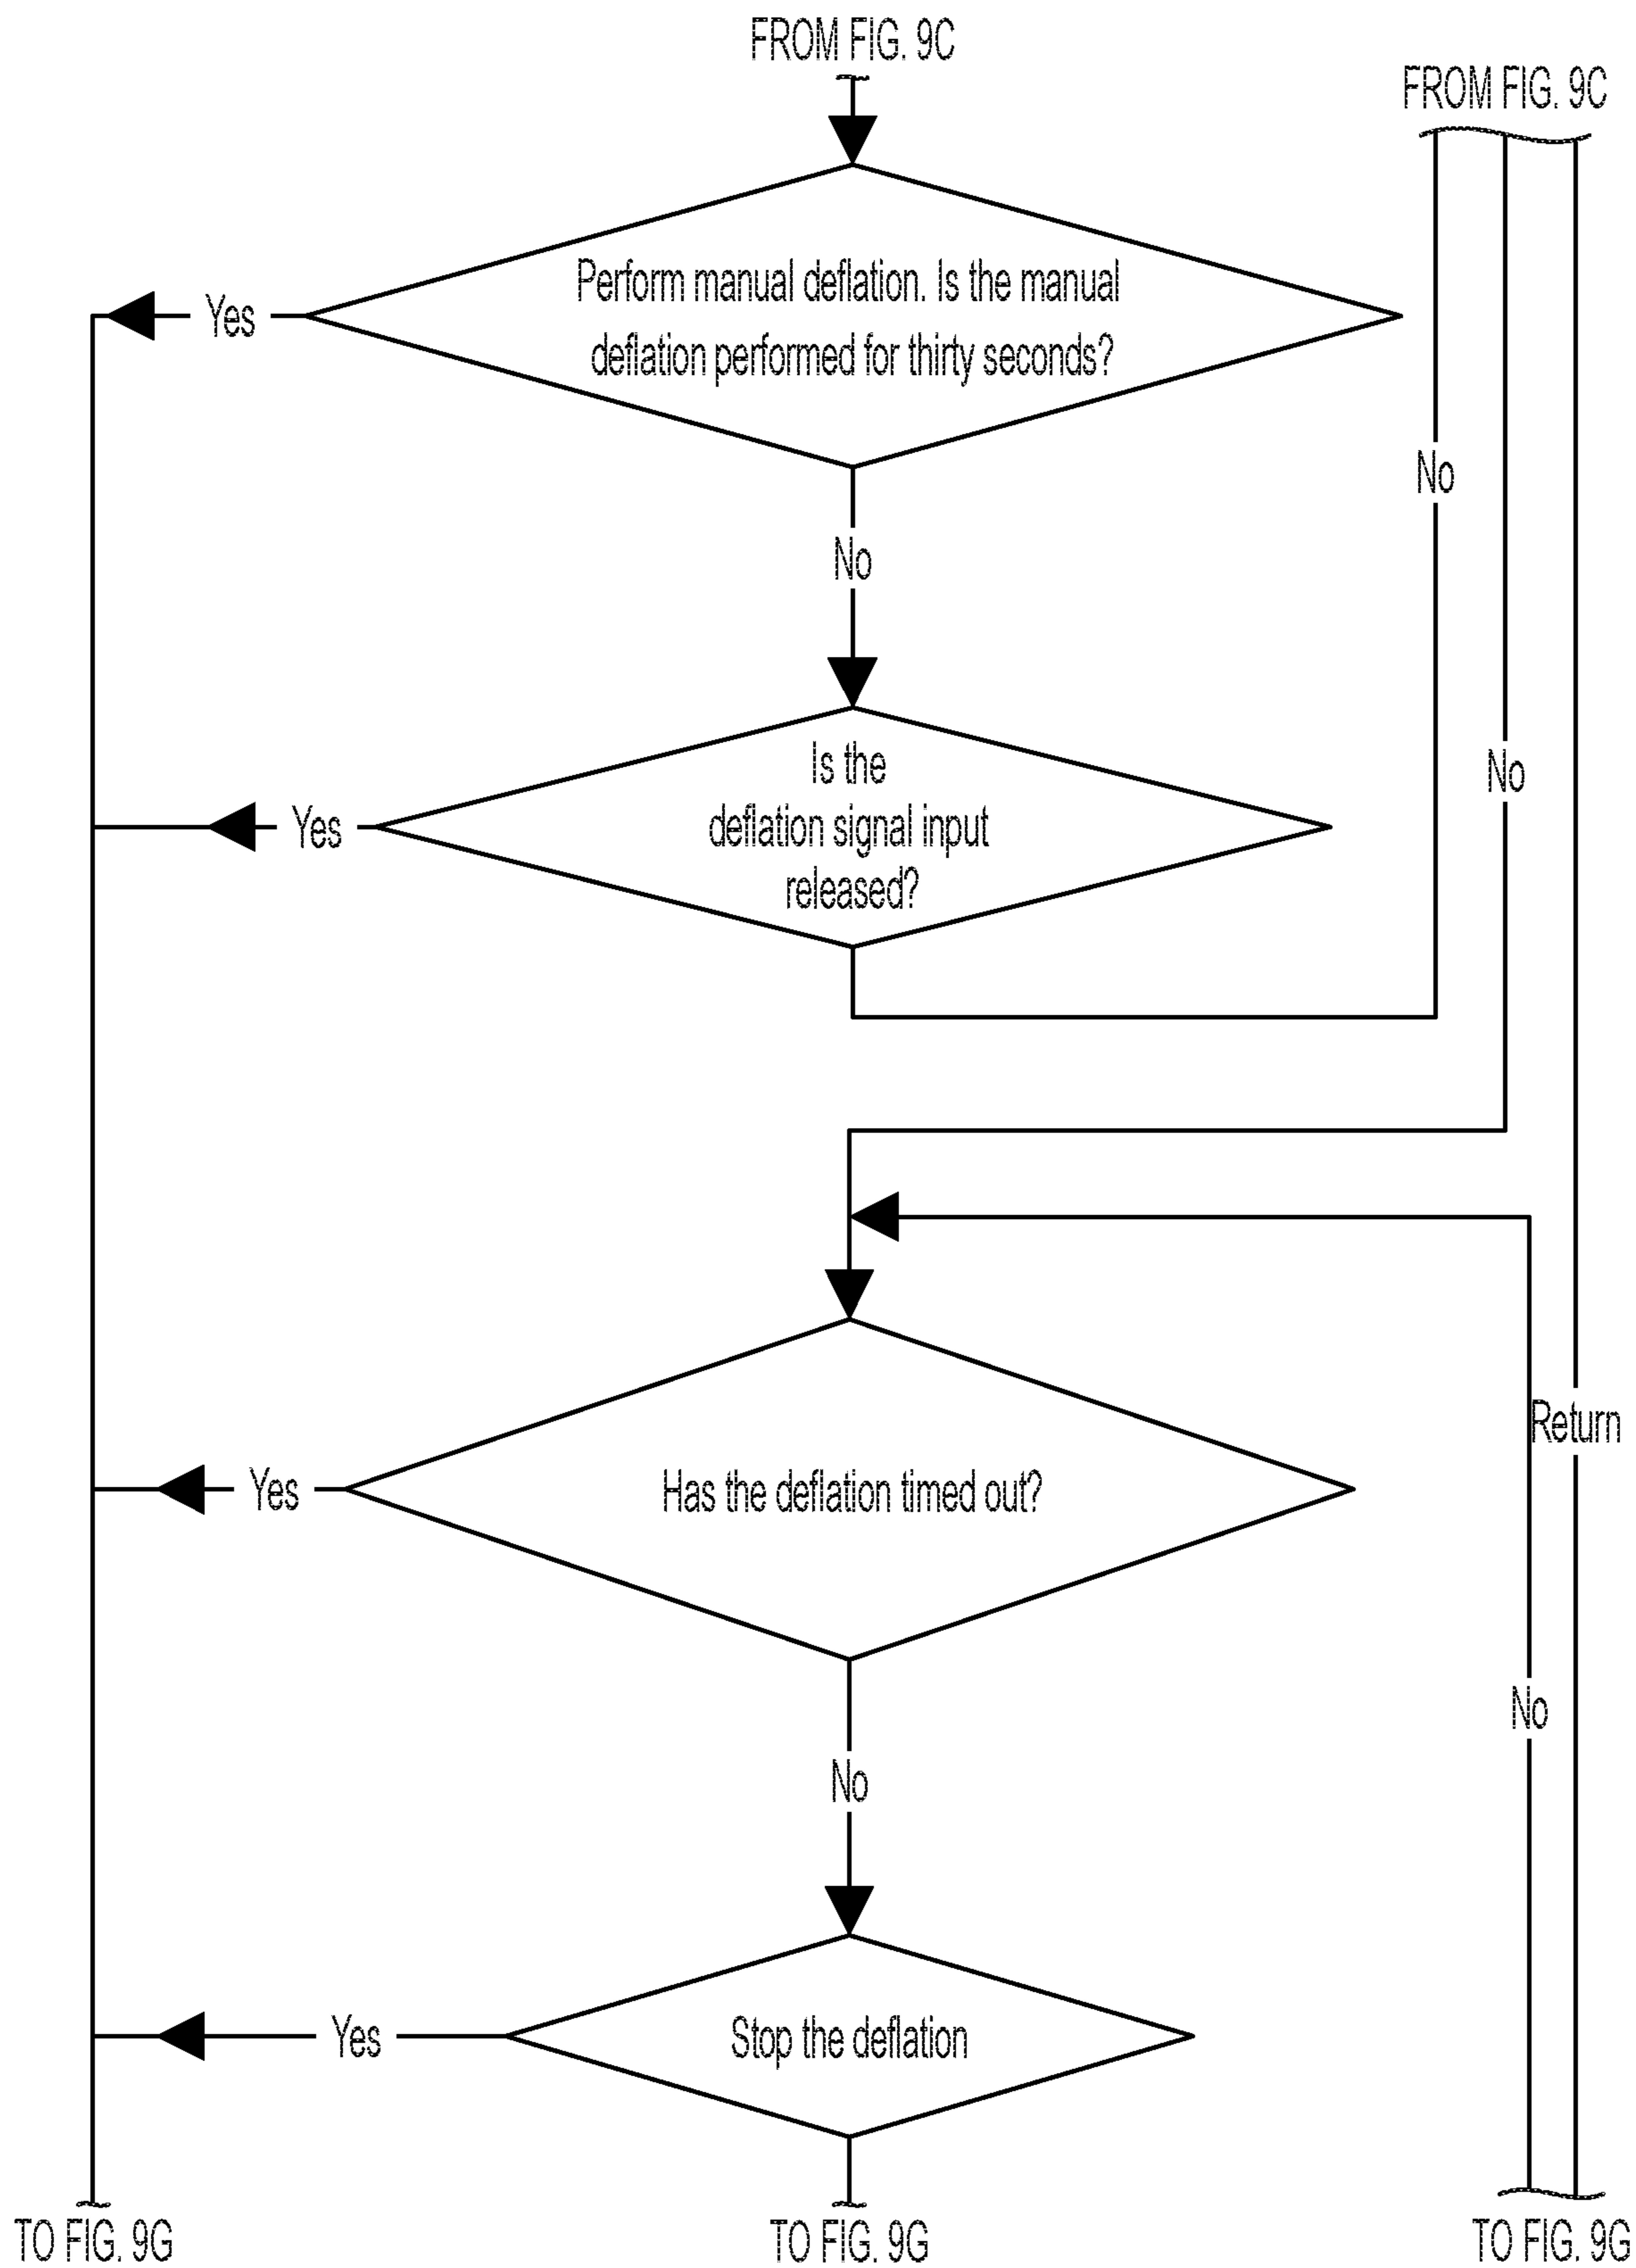 FROM FIG. 9C
FROM FIG. 9C
Perform manual deflation. Is the manual
deflation performed for thirty seconds?
Yes
No
No
Is the
deflation signal input
released?
Yes
No
Return
Has the deflation timed out?
Yes
No
No
Stop the deflation
Yes
TO FIG. 9G
TO FIG. 9G
TO FIG. 9G